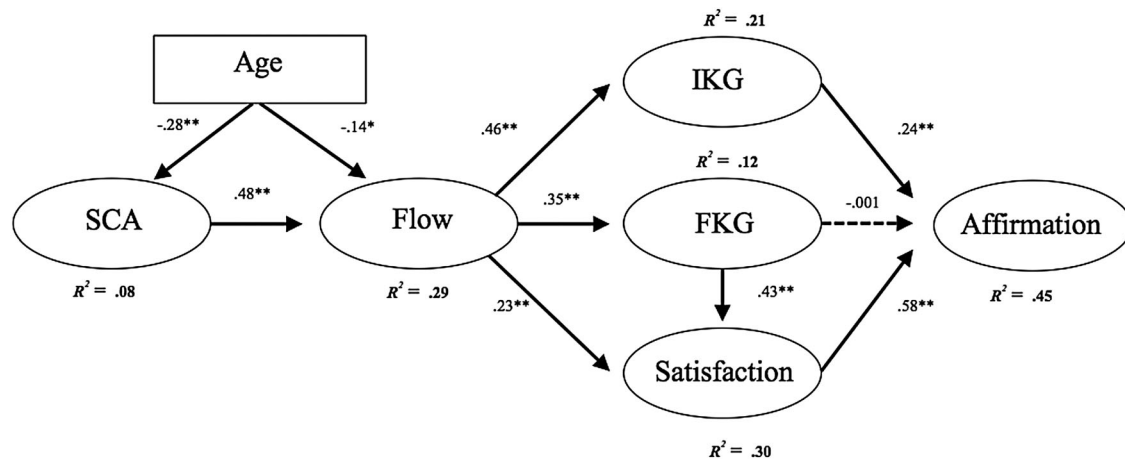 R² = .21
Age
IKG
-.28**
-.14*
.46**
.24**
R² = .12
SCA
.48**
Flow
.35**
FKG
-.001
Affirmation
R² = .08
R² = .29
.23**
.43**
.58**
R² = .45
Satisfaction
R² = .30